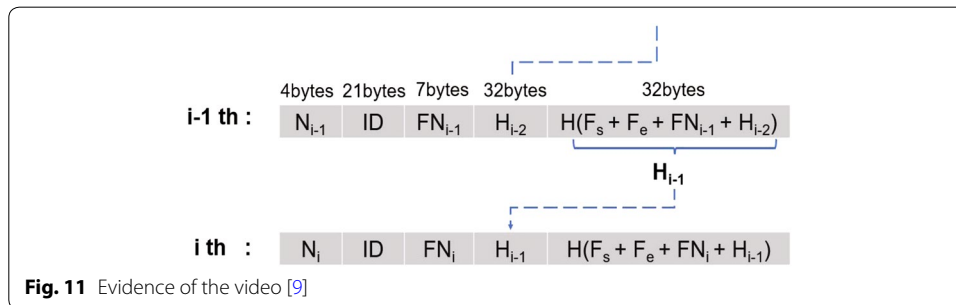 4bytes 21bytes 7bytes 32bytes 32bytes
i-1 th : N_{i-1} ID FN_{i-1} H_{i-2} H(F_s + F_e + FN_{i-1} + H_{i-2})
H_{i-1}
i th : N_i ID FN_i H_{i-1} H(F_s + F_e + FN_i + H_{i-1})
Fig. 11 Evidence of the video [9]